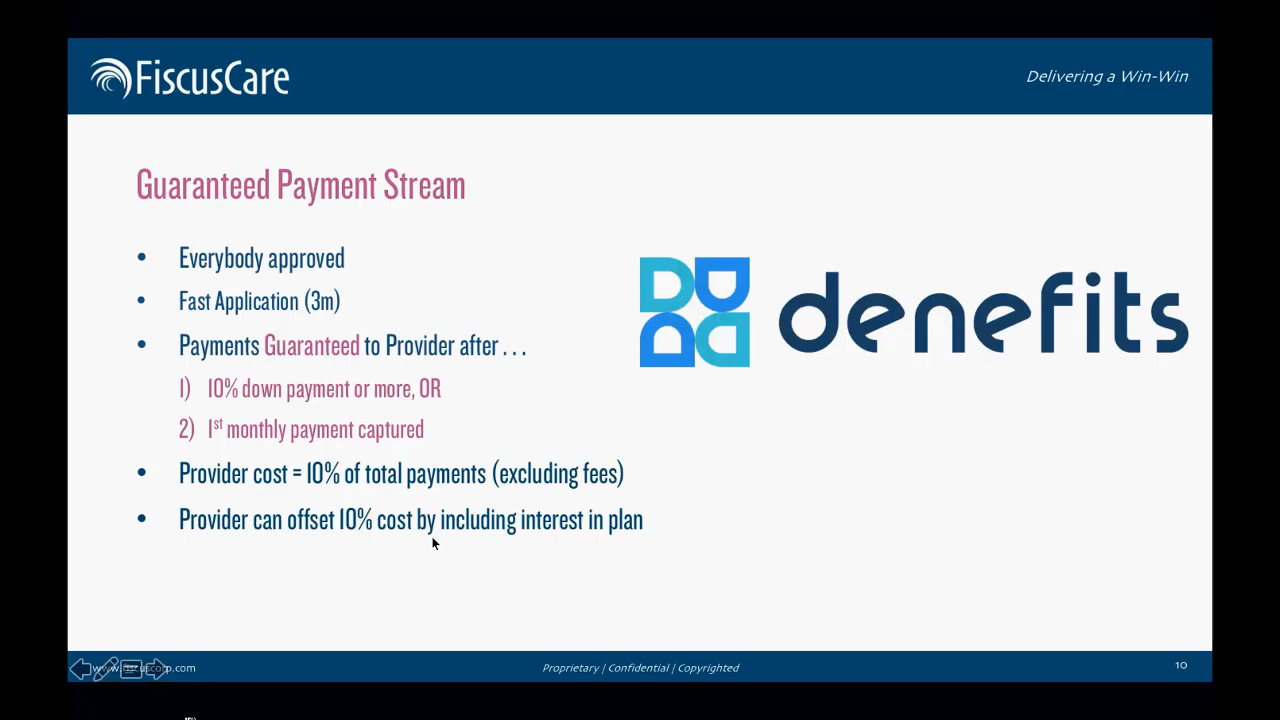 FiscusCare
Delivering a Win-Win
Guaranteed Payment Stream
• Everybody approved
• Fast Application (3m)
• Payments Guaranteed to Provider after . . .
1) 10% down payment or more, OR
2) 1st monthly payment captured
• Provider cost = 10% of total payments (excluding fees)
• Provider can offset 10% cost by including interest in plan
denefits
Proprietary | Confidential | Copyrighted
10